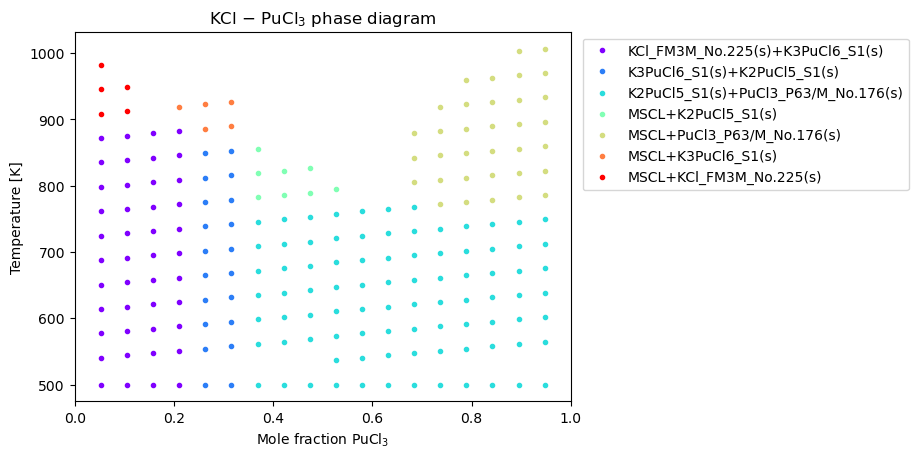 KCl − PuCl₃ phase diagram
1000
900
800
700
600
500
Temperature [K]
0.0 0.2 0.4 0.6 0.8 1.0
Mole fraction PuCl₃
KCl_FM3M_No.225(s)+K3PuCl6_S1(s)
K3PuCl6_S1(s)+K2PuCl5_S1(s)
K2PuCl5_S1(s)+PuCl3_P63/M_No.176(s)
MSCL+K2PuCl5_S1(s)
MSCL+PuCl3_P63/M_No.176(s)
MSCL+K3PuCl6_S1(s)
MSCL+KCl_FM3M_No.225(s)